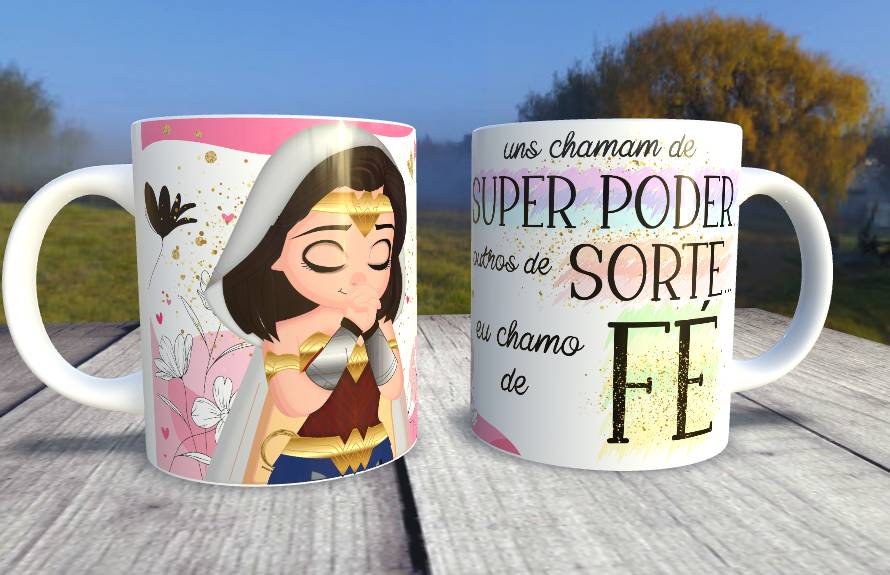 uns chamam de
SUPER PODER
outros de SORTE...
eu chamo
de FÉ